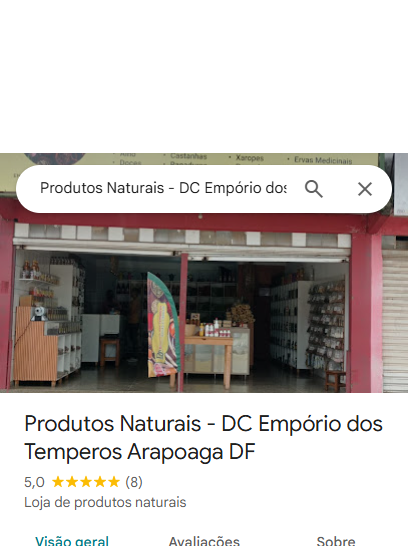 • Castanhas
• Xaropes
• Ervas Medicinais
Produtos Naturais - DC Empório dos
Produtos Naturais - DC Empório dos
Temperos Arapoaga DF
5,0 (8)
Loja de produtos naturais
Visão geral
Avaliações
Sobre